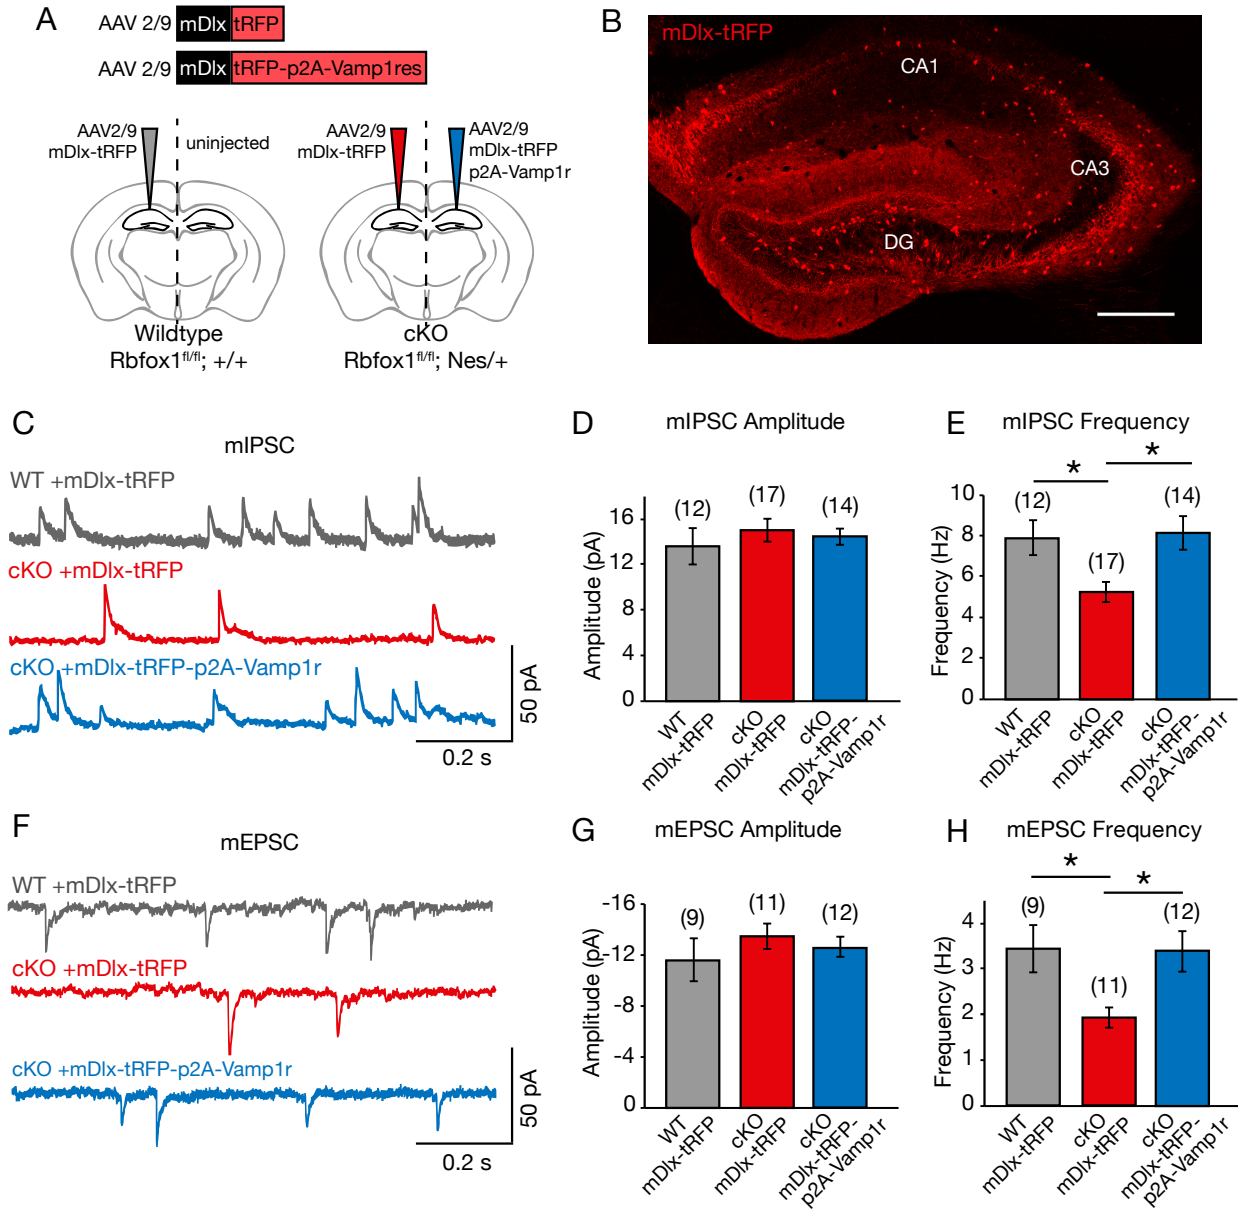 A
AAV 2/9 mDlx tRFP
AAV 2/9 mDlx tRFP-p2A-Vamp1res
AAV2/9
mDlx-tRFP
uninjected
AAV2/9
mDlx-tRFP
AAV2/9
mDlx-tRFP
p2A-Vamp1r
Wildtype
Rbfox1fl/fl; +/+
cKO
Rbfox1fl/fl; Nes/+
B
mDlx-tRFP
CA1
CA3
DG
C
mIPSC
WT +mDlx-tRFP
cKO +mDlx-tRFP
cKO +mDlx-tRFP-p2A-Vamp1r
50 pA
0.2 s
D
mIPSC Amplitude
Amplitude (pA)
16
12
8
4
0
(12)
(17)
(14)
WT
mDlx-tRFP
cKO
mDlx-tRFP
cKO
mDlx-tRFP-
p2A-Vamp1r
E
mIPSC Frequency
*
*
Frequency (Hz)
10
8
6
4
2
0
(12)
(17)
(14)
WT
mDlx-tRFP
cKO
mDlx-tRFP
cKO
mDlx-tRFP-
p2A-Vamp1r
F
mEPSC
WT +mDlx-tRFP
cKO +mDlx-tRFP
cKO +mDlx-tRFP-p2A-Vamp1r
50 pA
0.2 s
G
mEPSC Amplitude
Amplitude (pA)
-16
-12
-8
-4
0
(9)
(11)
(12)
WT
mDlx-tRFP
cKO
mDlx-tRFP
cKO
mDlx-tRFP-
p2A-Vamp1r
H
mEPSC Frequency
*
*
Frequency (Hz)
4
3
2
1
0
(9)
(11)
(12)
WT
mDlx-tRFP
cKO
mDlx-tRFP
cKO
mDlx-tRFP-
p2A-Vamp1r